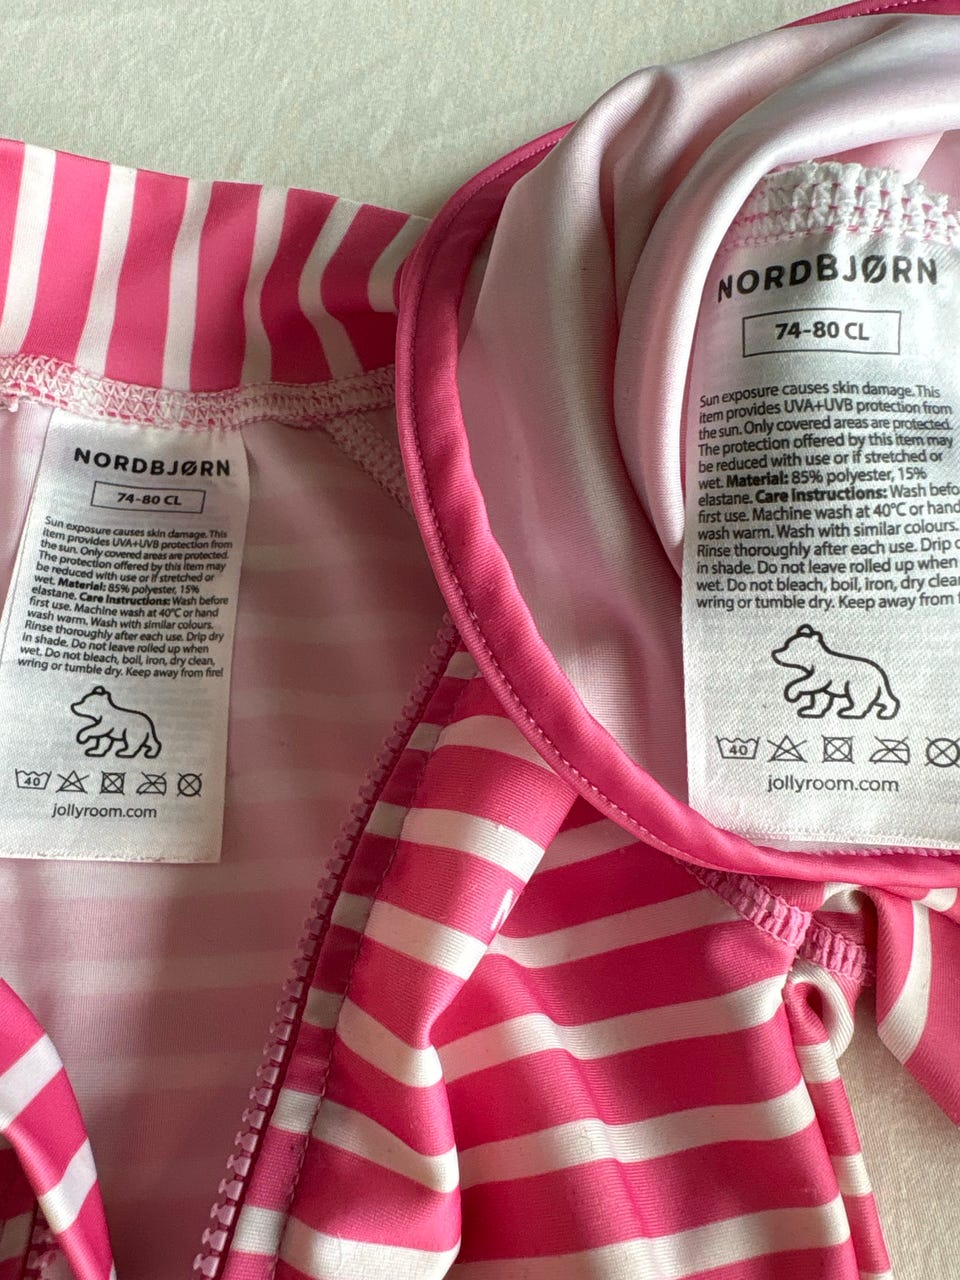 NORDBJØRN
74-80 CL
Sun exposure causes skin damage. This
item provides UVA+UVB protection from
the sun. Only covered areas are protected.
The protection offered by this item may
be reduced with use or if stretched or
wet. Material: 85% polyester, 15%
elastane. Care Instructions: Wash before
first use. Machine wash at 40°C or hand
wash warm. Wash with similar colours.
Rinse thoroughly after each use. Drip dry
in shade. Do not leave rolled up when
wet. Do not bleach, boil, iron, dry clean,
wring or tumble dry. Keep away from fire!
40
jollyroom.com
NORDBJØRN
74-80 CL
Sun exposure causes skin damage. This
item provides UVA+UVB protection from
the sun. Only covered areas are protected.
The protection offered by this item may
be reduced with use or if stretched or
wet. Material: 85% polyester, 15%
elastane. Care Instructions: Wash befo
first use. Machine wash at 40°C or hand
wash warm. Wash with similar colours.
Rinse thoroughly after each use. Drip
in shade. Do not leave rolled up when
wet. Do not bleach, boil, iron, dry clea
wring or tumble dry. Keep away from
40
jollyroom.com